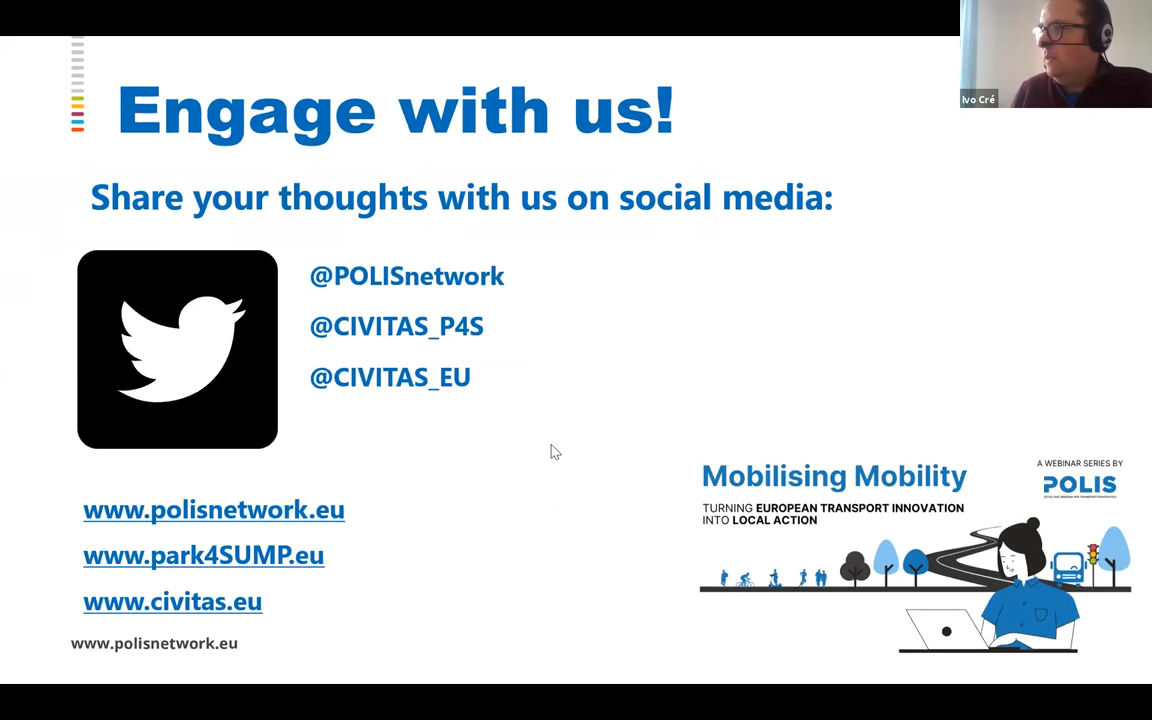 Engage with us!
Ivo Cré
Share your thoughts with us on social media:
@POLISnetwork
@CIVITAS_P4S
@CIVITAS_EU
www.polisnetwork.eu
www.park4SUMP.eu
www.civitas.eu
www.polisnetwork.eu
Mobilising Mobility
TURNING EUROPEAN TRANSPORT INNOVATION
INTO LOCAL ACTION
A WEBINAR SERIES BY
POLIS